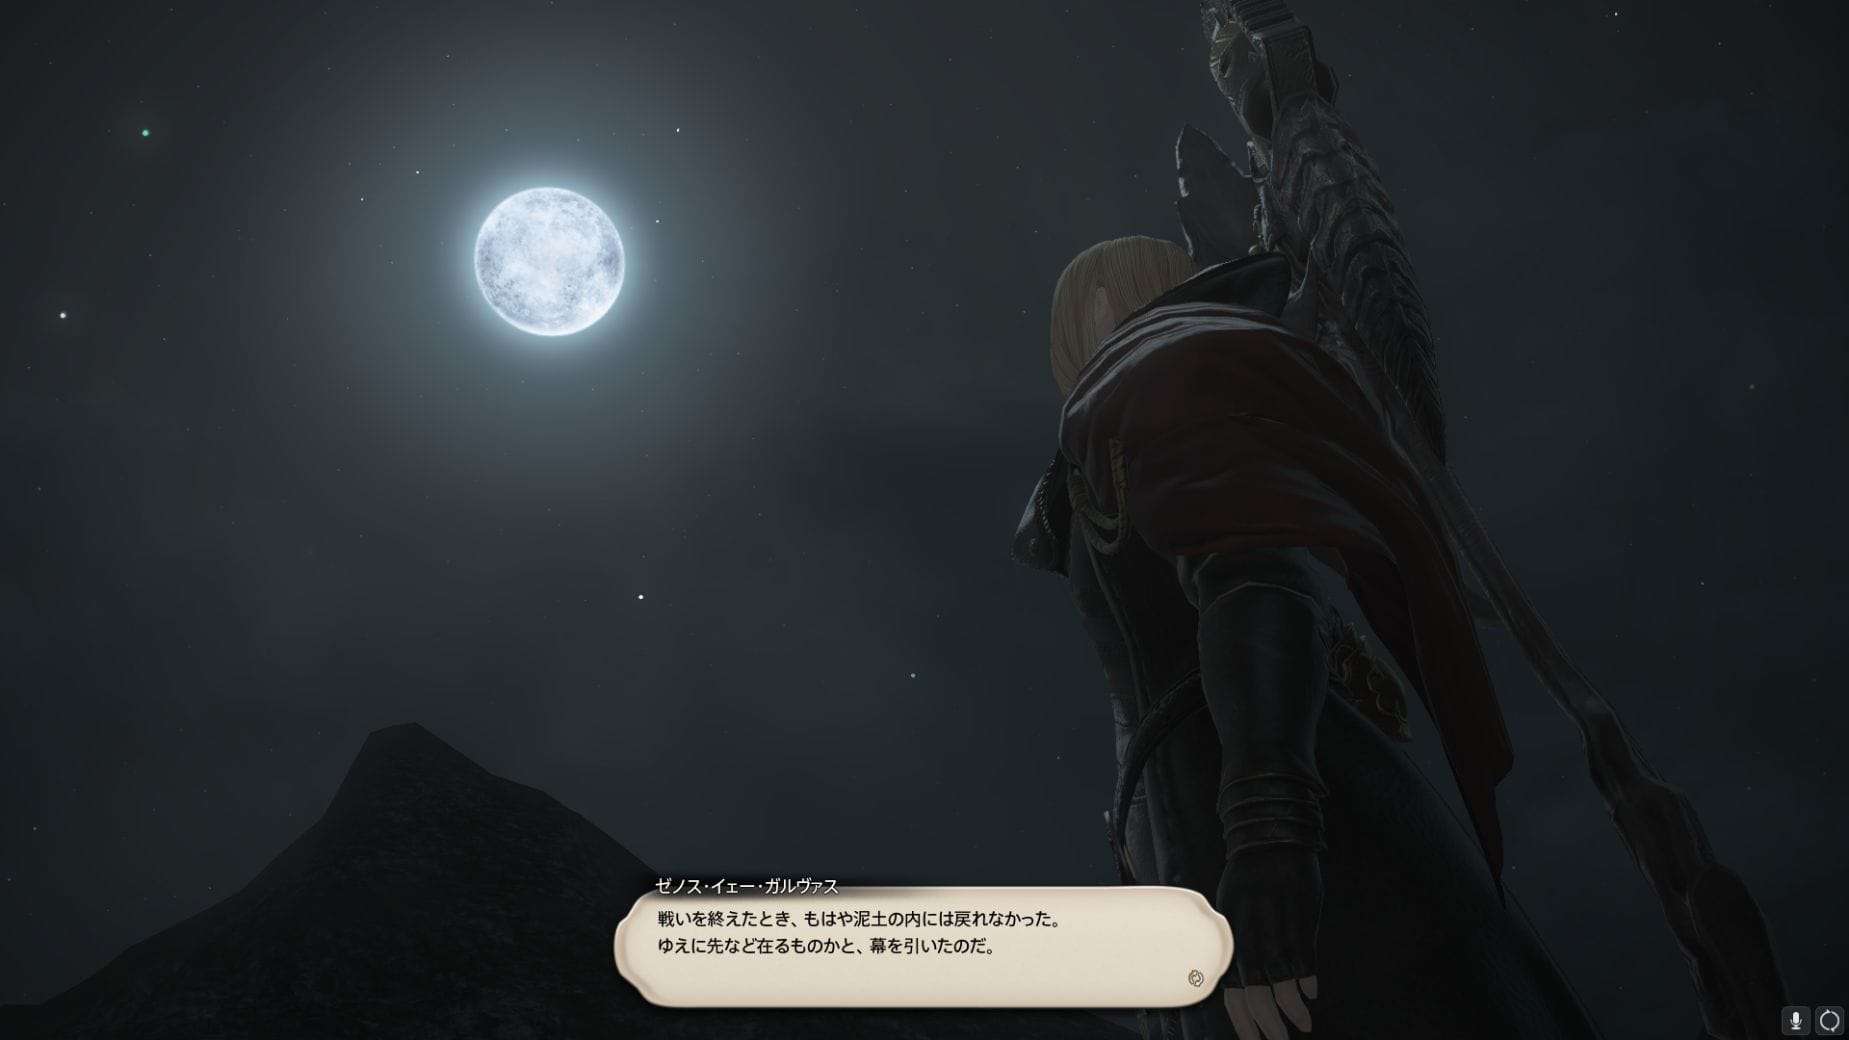 ゼノス・イェー・ガルヴァス
戦いを終えたとき、もはや泥土の内には戻れなかった。
ゆえに先など在るものかと、幕を引いたのだ。